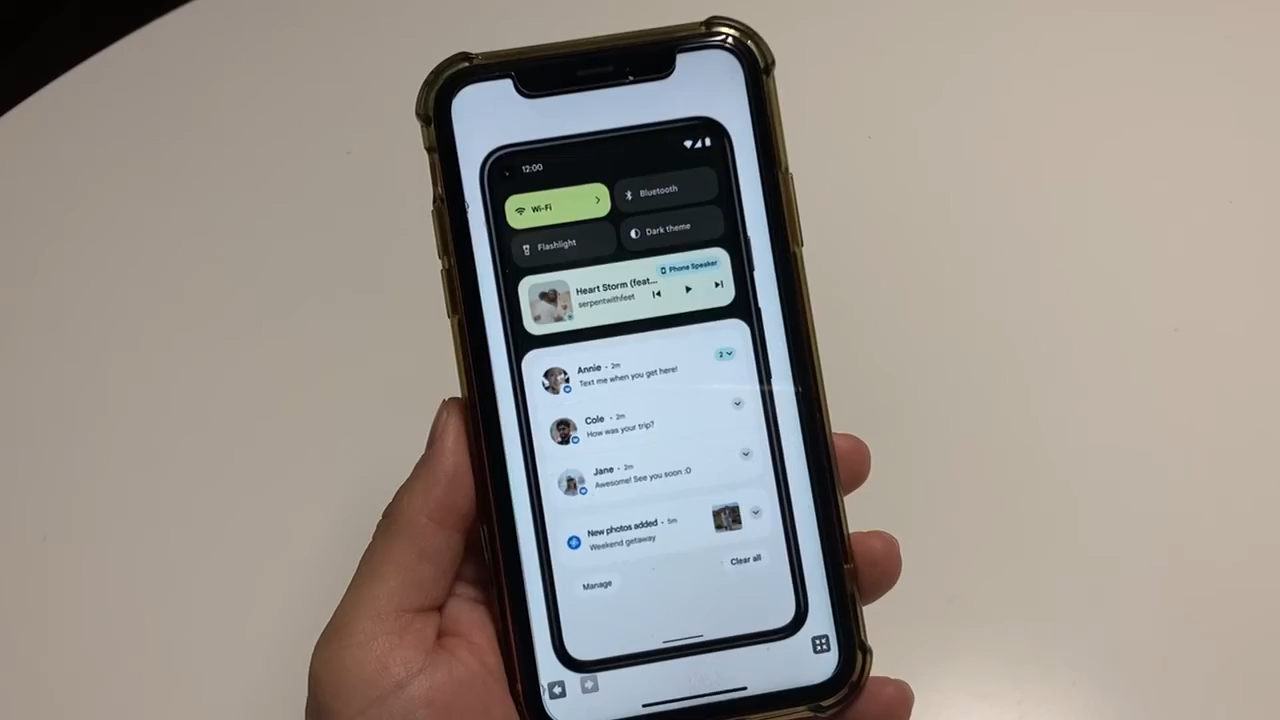 12:00
Wi-Fi
Bluetooth
Flashlight
Dark theme
Phone Speaker
Heart Storm (feat...
serpentwithfeet
Annie · 2m
2
Text me when you get here!
Cole · 2m
How was your trip?
Jane · 2m
Awesome! See you soon :O
New photos added · 5m
Weekend getaway
Manage
Clear all